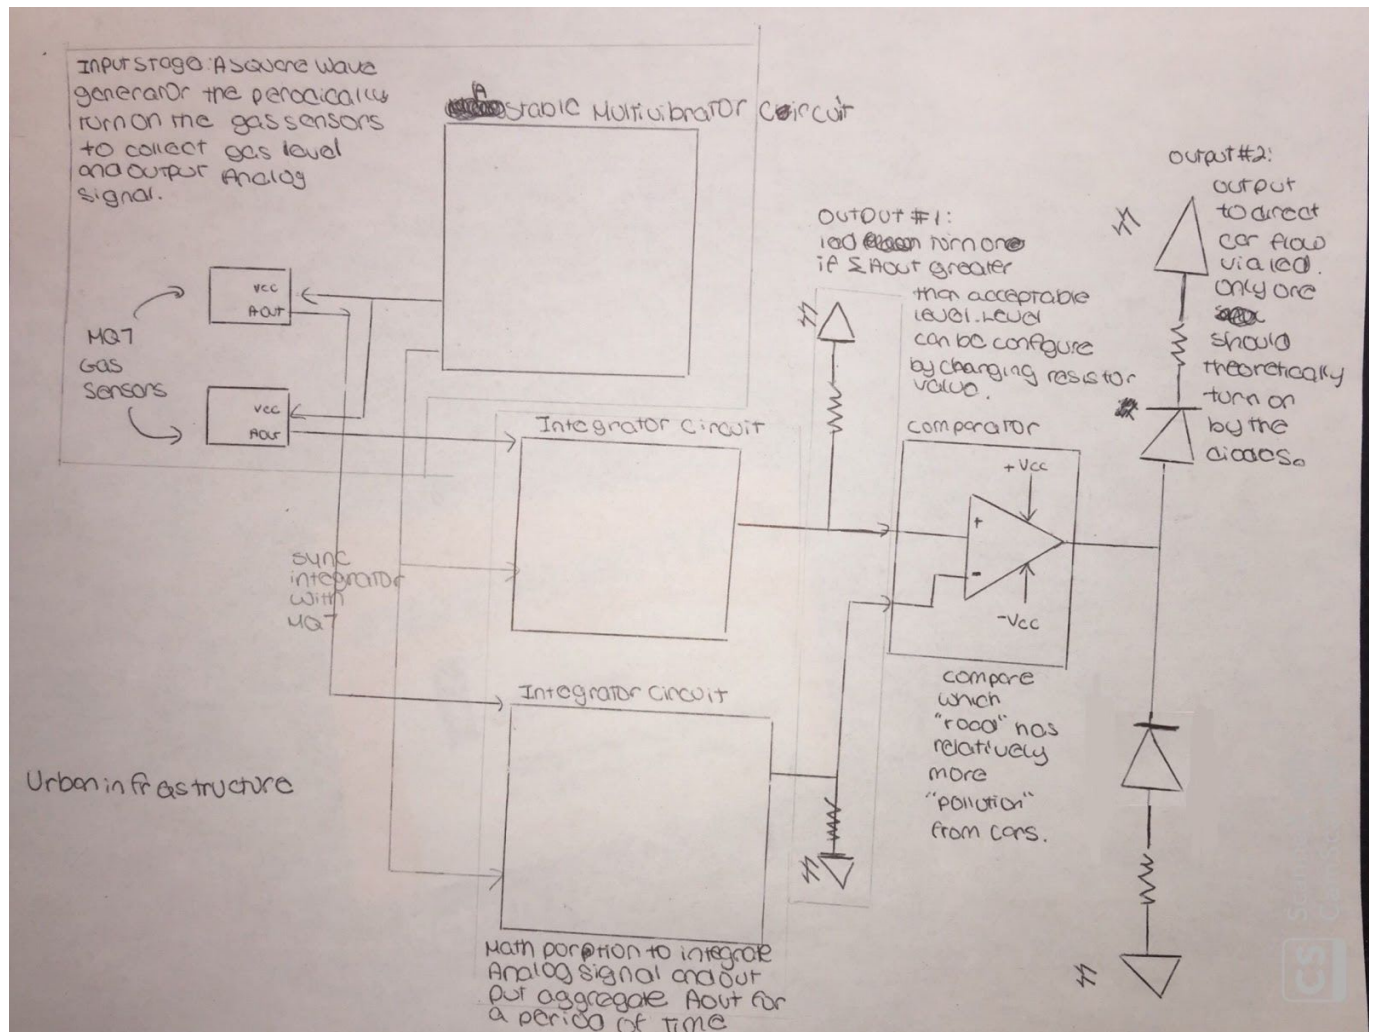 Input stage: A square wave
generator the perodically
turn on the gas sensors
to collect gas level
and output Analog
signal.
Astable Multivibrator Circuit
VCC
AOUT
MQ7
Gas
Sensors
VCC
AOUT
sync
integrator
with
MQ7
Integrator Circuit
Integrator Circuit
Math portion to integrate
Analog signal and out
put aggregate Aout for
a period of time
Urban infrastructure
OUTPUT #1:
led turn one
if ΣAout greater
than acceptable
level. Level
can be configure
by changing resistor
value.
comparator
+Vcc
+
-
-Vcc
compare
which
"road" has
relatively
more
"pollution"
from cars.
Output #2:
output
to direct
car flow
via led.
only one
should
theoretically
turn on
by the
diodes.
CS